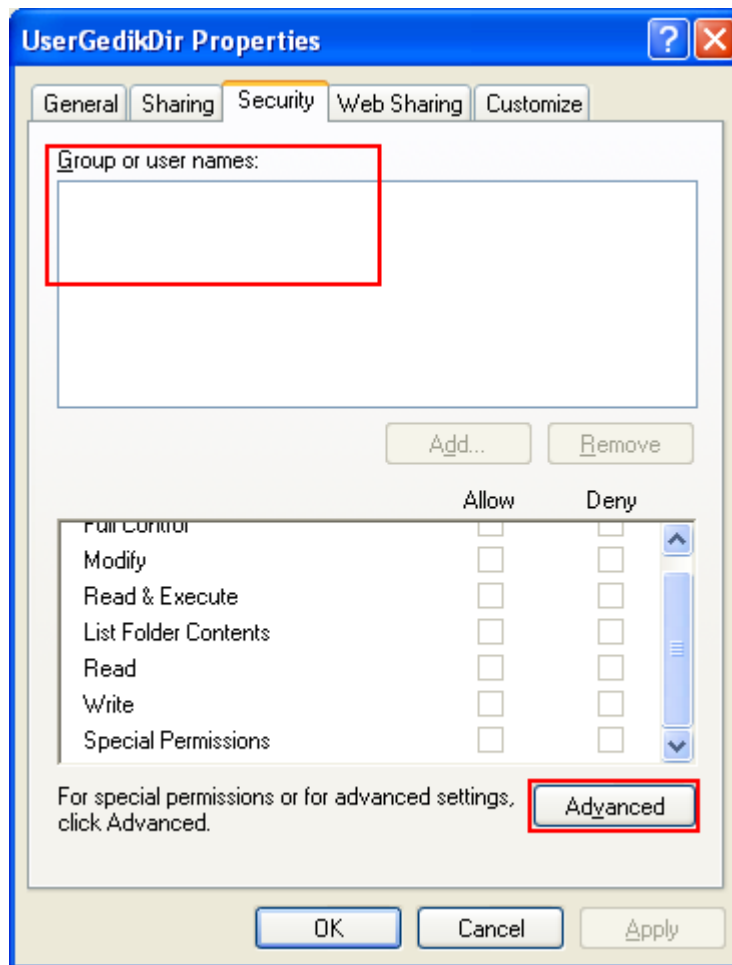 UserGedikDir Properties
General Sharing Security Web Sharing Customize
Group or user names:
Add... Remove
Allow Deny
Full Control
Modify
Read & Execute
List Folder Contents
Read
Write
Special Permissions
For special permissions or for advanced settings,
click Advanced.
Advanced
OK Cancel Apply